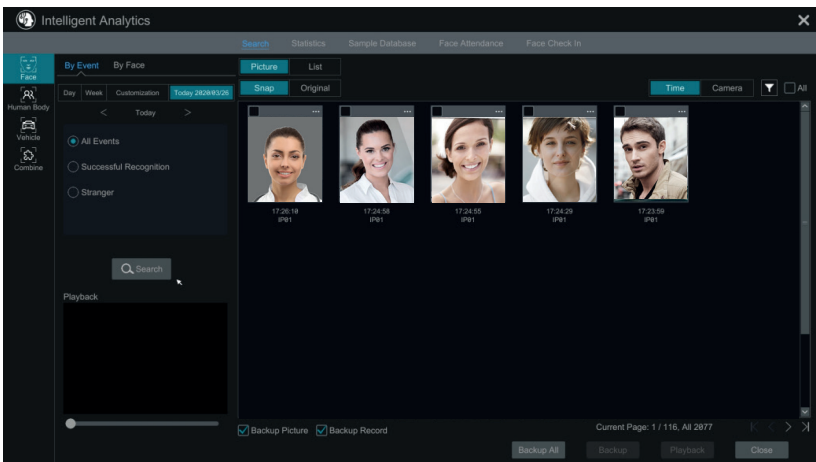 Intelligent Analytics
Search Statistics Sample Database Face Attendance Face Check In
Face
Human Body
Vehicle
Combine
By Event By Face
Day Week Customization Today 2020/03/26
< Today >
All Events
Successful Recognition
Stranger
Search
Playback
Picture List
Snap Original
Time Camera All
17:26:10 17:24:58 17:24:55 17:24:29 17:23:59
IP01 IP01 IP01 IP01 IP01
Backup Picture Backup Record
Current Page: 1 / 116, All 2077
Backup All Backup Playback Close